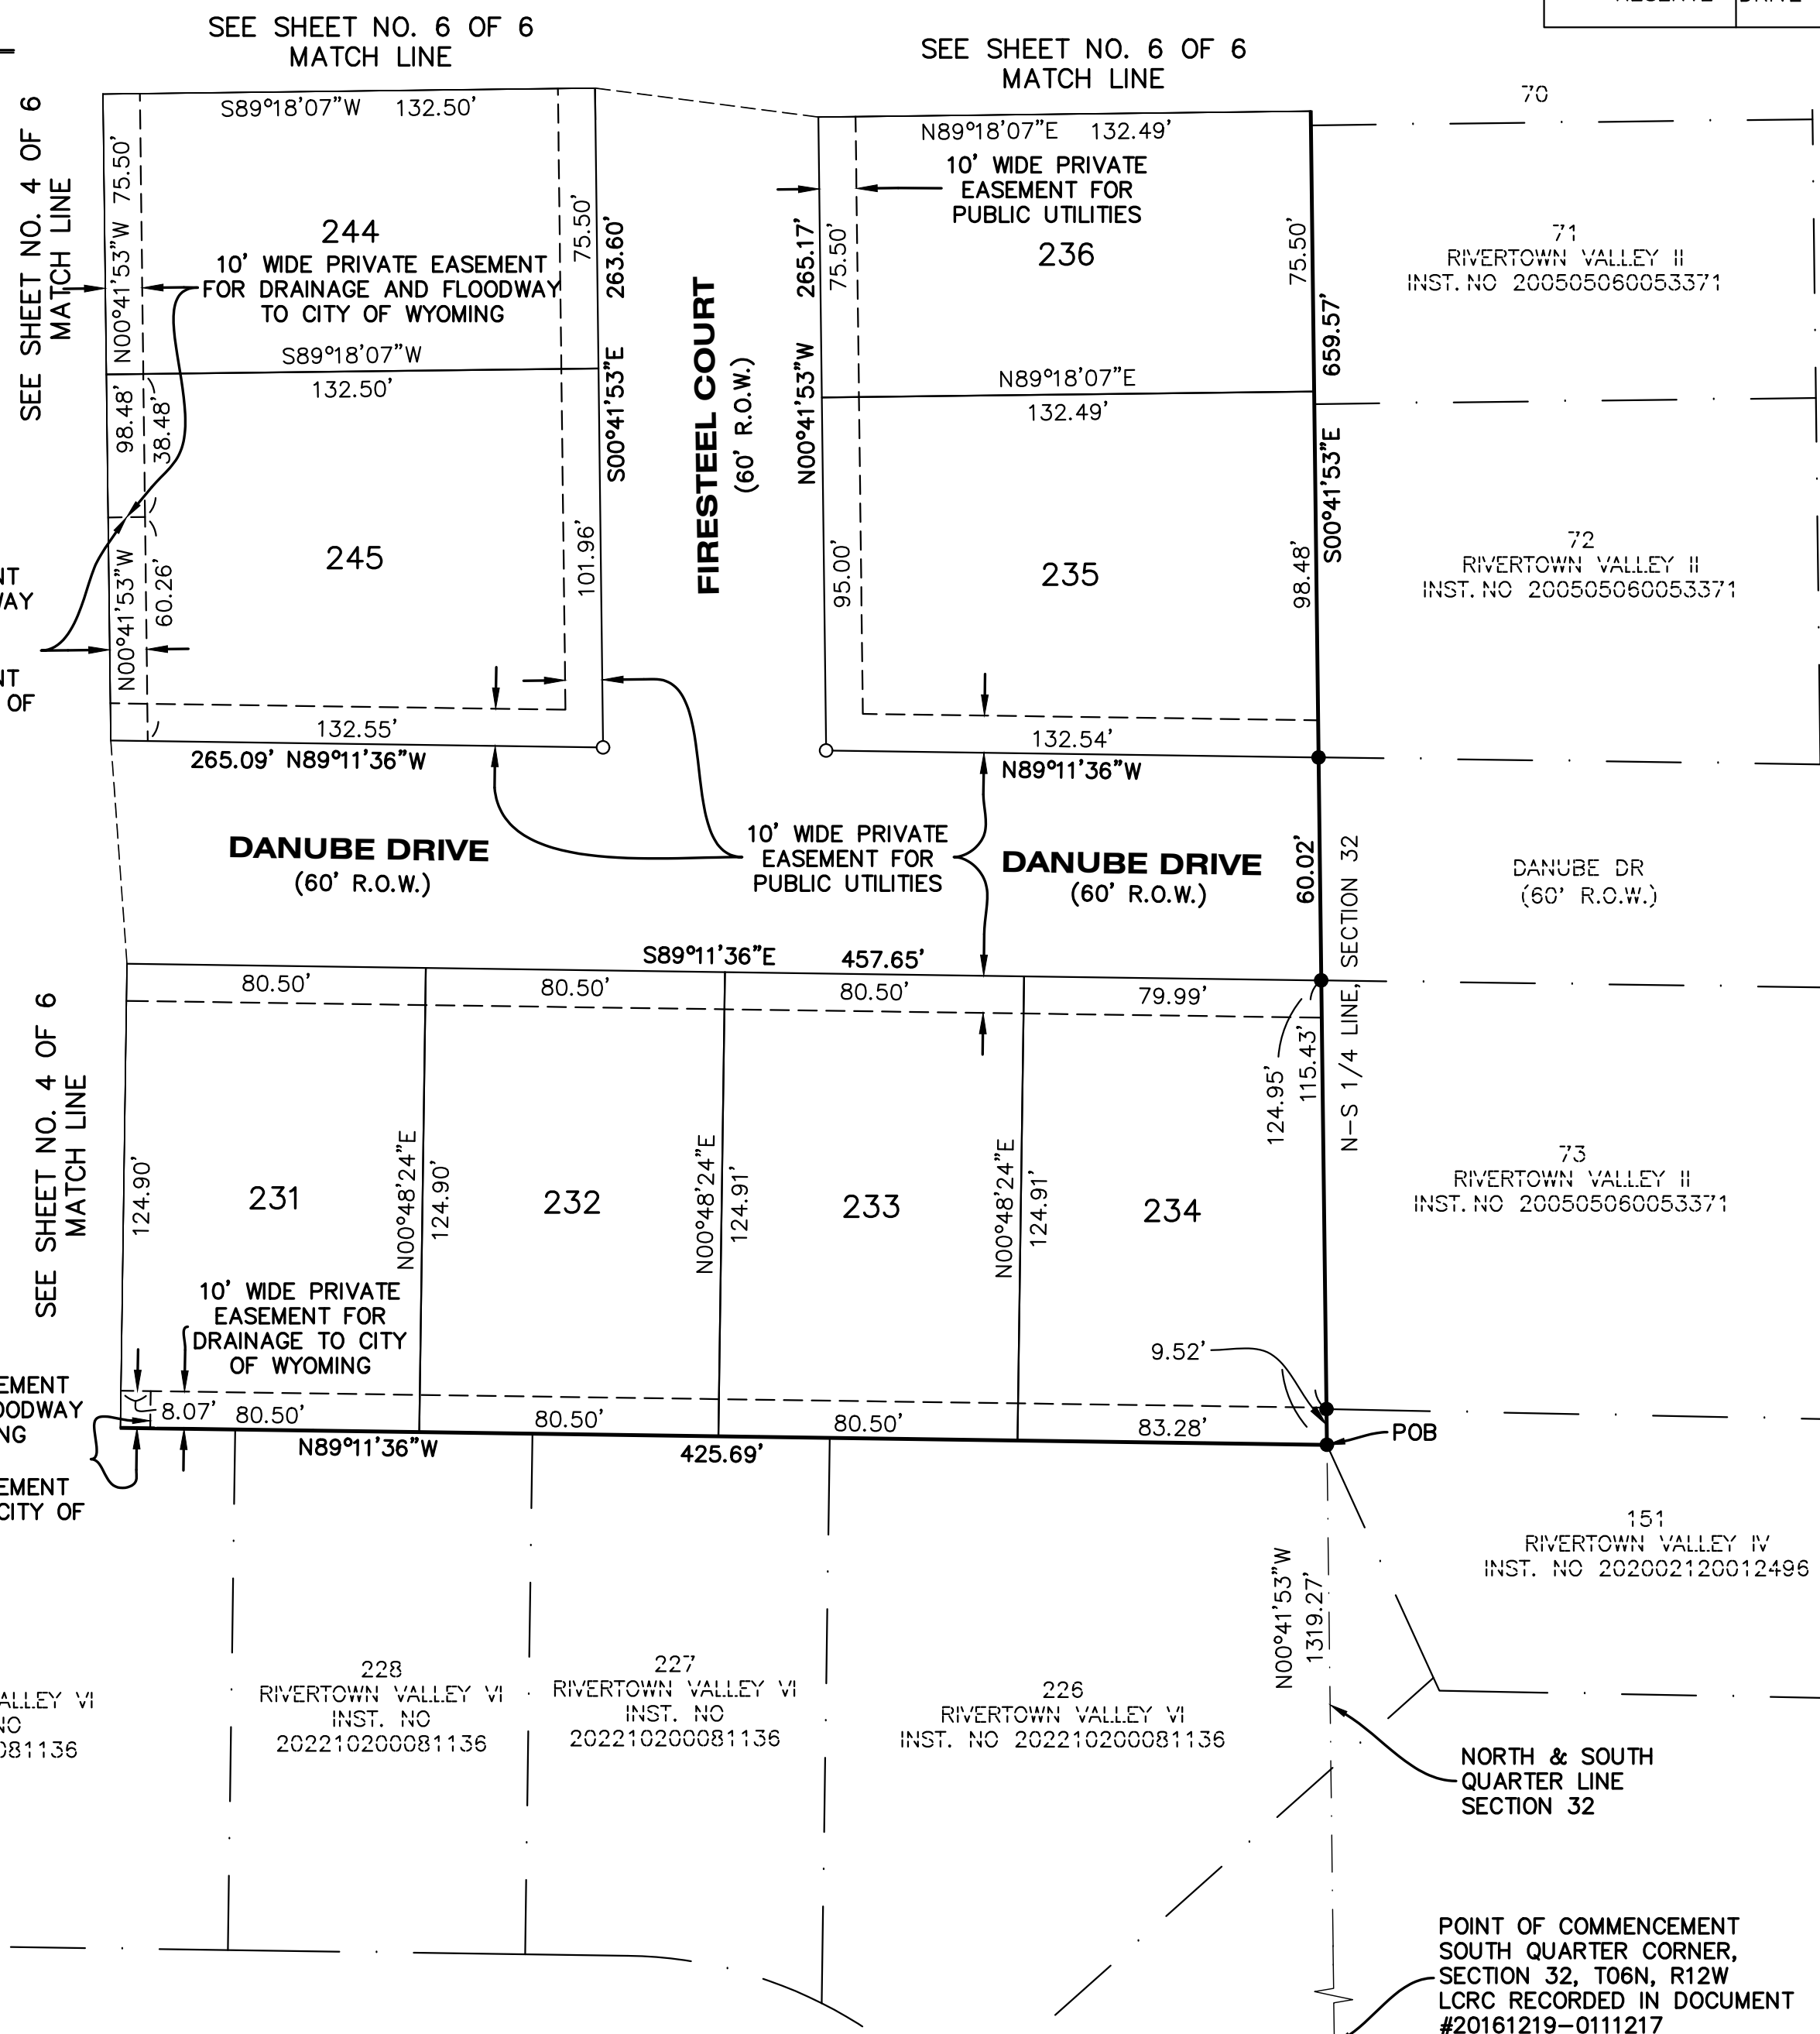 SEE SHEET NO. 6 OF 6
MATCH LINE
SEE SHEET NO. 6 OF 6
MATCH LINE
DRIVE
SEE SHEET NO. 4 OF 6
MATCH LINE
S89°18'07"W 132.50'
N00°41'53"W 75.50'
244
10' WIDE PRIVATE EASEMENT
FOR DRAINAGE AND FLOODWAY
TO CITY OF WYOMING
75.50'
263.60'
S00°41'53"E
S89°18'07"W
132.50'
98.48'
38.48'
N00°41'53"W
60.26'
245
101.96'
132.55'
265.09' N89°11'36"W
FIRESTEEL COURT
(60' R.O.W.)
N89°18'07"E 132.49'
10' WIDE PRIVATE
EASEMENT FOR
PUBLIC UTILITIES
236
265.17'
N00°41'53"W
75.50'
75.50'
659.57'
S00°41'53"E
N89°18'07"E
132.49'
95.00'
235
98.48'
132.54'
N89°11'36"W
70
71
RIVERTOWN VALLEY II
INST. NO 200505060053371
72
RIVERTOWN VALLEY II
INST. NO 200505060053371
DANUBE DRIVE
(60' R.O.W.)
10' WIDE PRIVATE
EASEMENT FOR
PUBLIC UTILITIES
DANUBE DRIVE
(60' R.O.W.)
60.02'
N-S 1/4 LINE, SECTION 32
DANUBE DR
(60' R.O.W.)
S89°11'36"E 457.65'
80.50'
80.50'
80.50'
79.99'
SEE SHEET NO. 4 OF 6
MATCH LINE
124.90'
231
N00°48'24"E
124.90'
232
N00°48'24"E
124.91'
233
N00°48'24"E
124.91'
234
124.95'
115.43'
73
RIVERTOWN VALLEY II
INST. NO 200505060053371
10' WIDE PRIVATE
EASEMENT FOR
DRAINAGE TO CITY
OF WYOMING
9.52'
8.07' 80.50'
80.50'
80.50'
83.28'
POB
N89°11'36"W
425.69'
OF
CITY OF
151
RIVERTOWN VALLEY IV
INST. NO 202002120012496
N00°41'53"W
1319.27'
228
RIVERTOWN VALLEY VI
INST. NO
202210200081136
227
RIVERTOWN VALLEY VI
INST. NO
202210200081136
226
RIVERTOWN VALLEY VI
INST. NO 202210200081136
NORTH & SOUTH
QUARTER LINE
SECTION 32
POINT OF COMMENCEMENT
SOUTH QUARTER CORNER,
SECTION 32, T06N, R12W
LCRC RECORDED IN DOCUMENT
#20161219-0111217